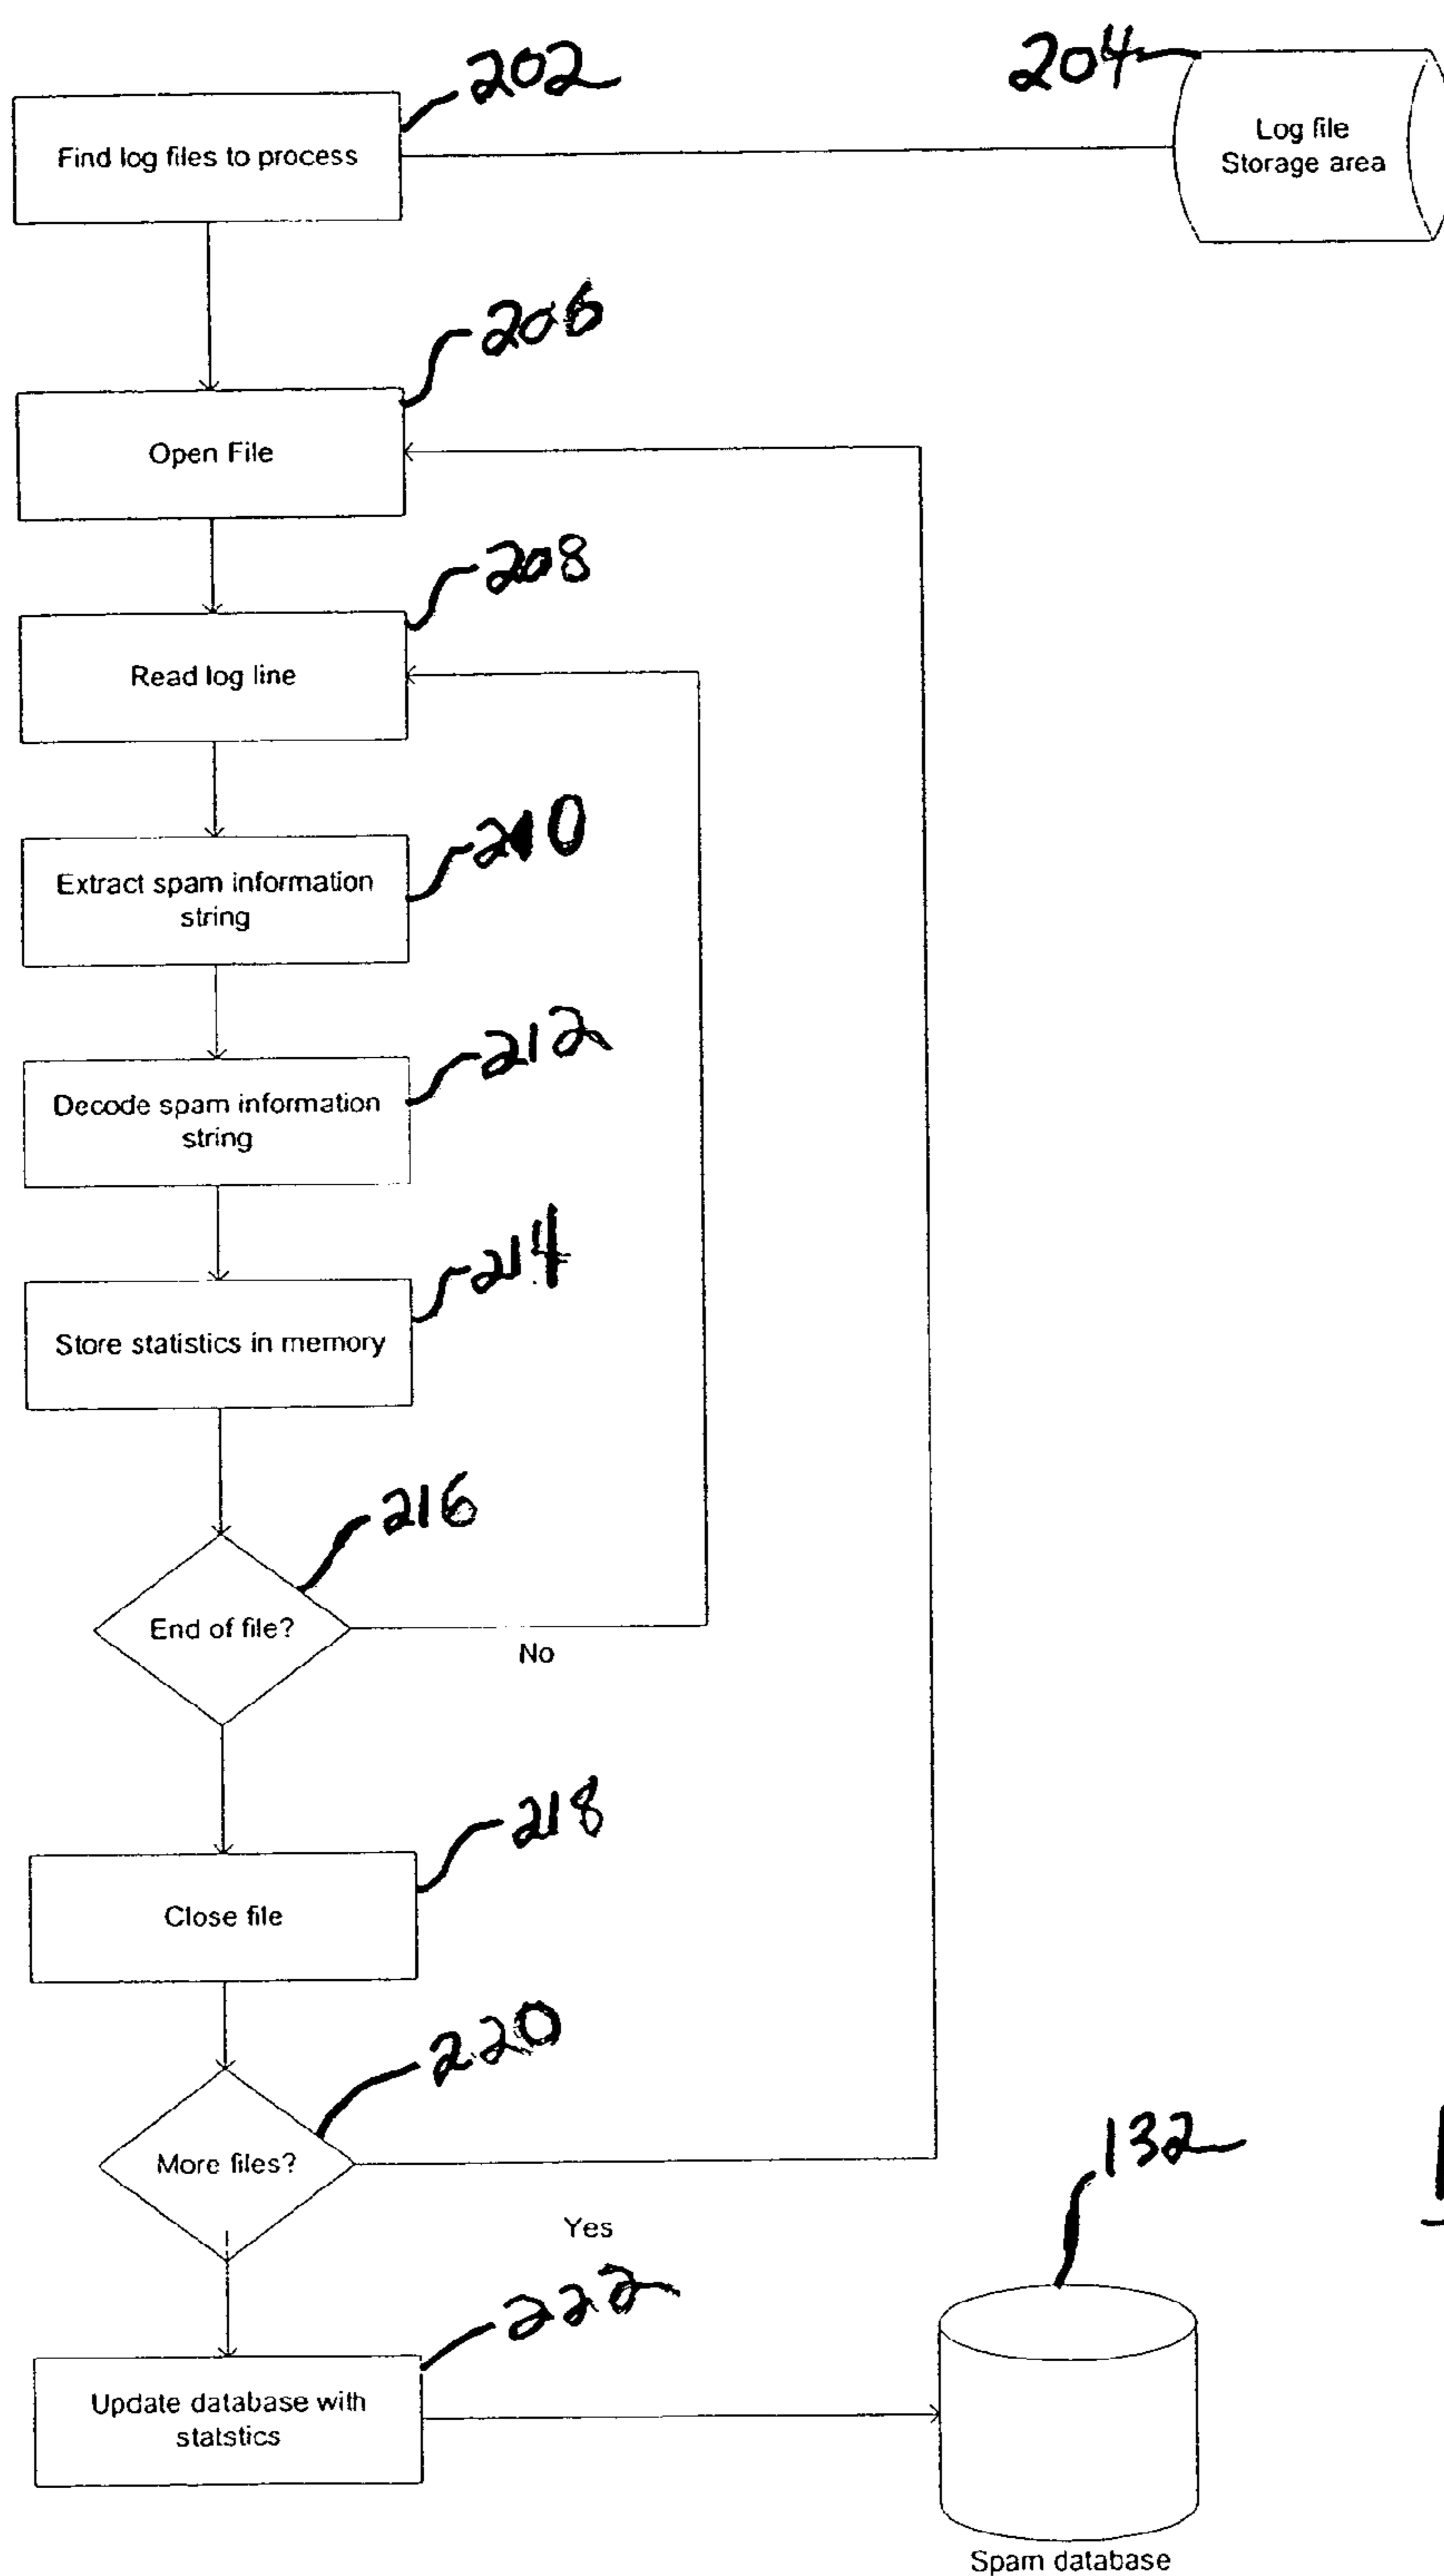 202
204
Find log files to process
Log file
Storage area
206
Open File
208
Read log line
210
Extract spam information
string
212
Decode spam information
string
214
Store statistics in memory
216
End of file?
No
218
Close file
220
More files?
132
Yes
222
Update database with
statstics
Spam database